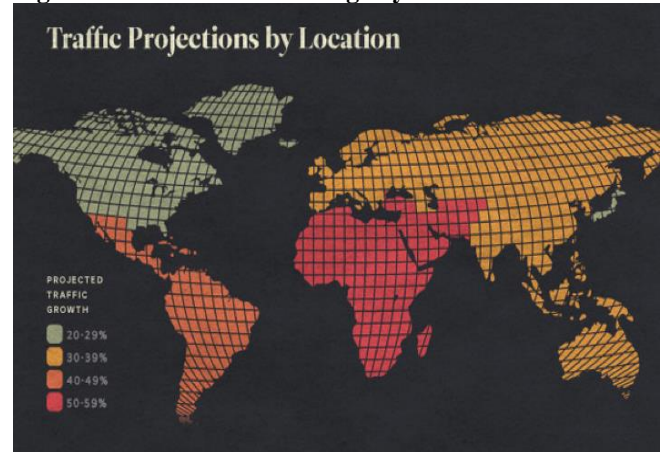 Traffic Projections by Location
PROJECTED
TRAFFIC
GROWTH
20-29%
30-39%
40-49%
50-59%